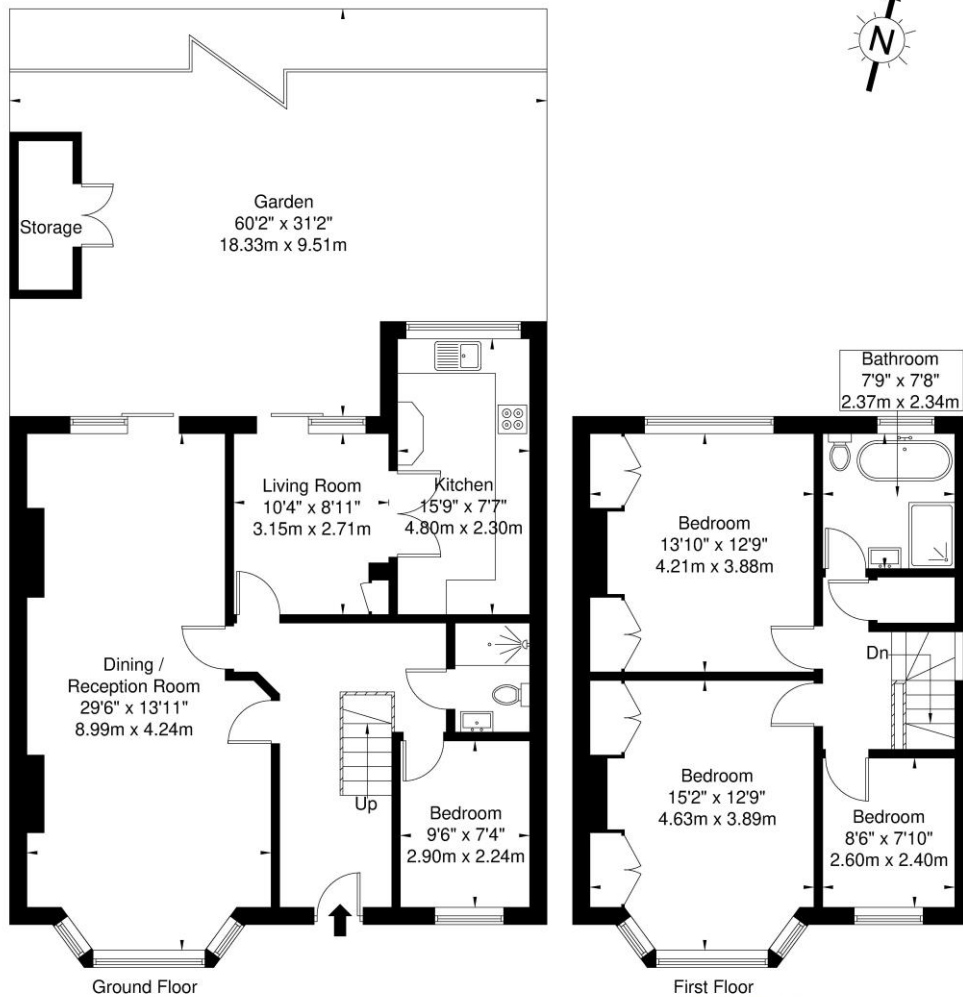 N
Garden
60'2" x 31'2"
18.33m x 9.51m
Storage
Living Room
10'4" x 8'11"
3.15m x 2.71m
Kitchen
15'9" x 7'7"
4.80m x 2.30m
Dining /
Reception Room
29'6" x 13'11"
8.99m x 4.24m
Up
Bedroom
9'6" x 7'4"
2.90m x 2.24m
Ground Floor
Bathroom
7'9" x 7'8"
2.37m x 2.34m
Bedroom
13'10" x 12'9"
4.21m x 3.88m
Dn
Bedroom
15'2" x 12'9"
4.63m x 3.89m
Bedroom
8'6" x 7'10"
2.60m x 2.40m
First Floor